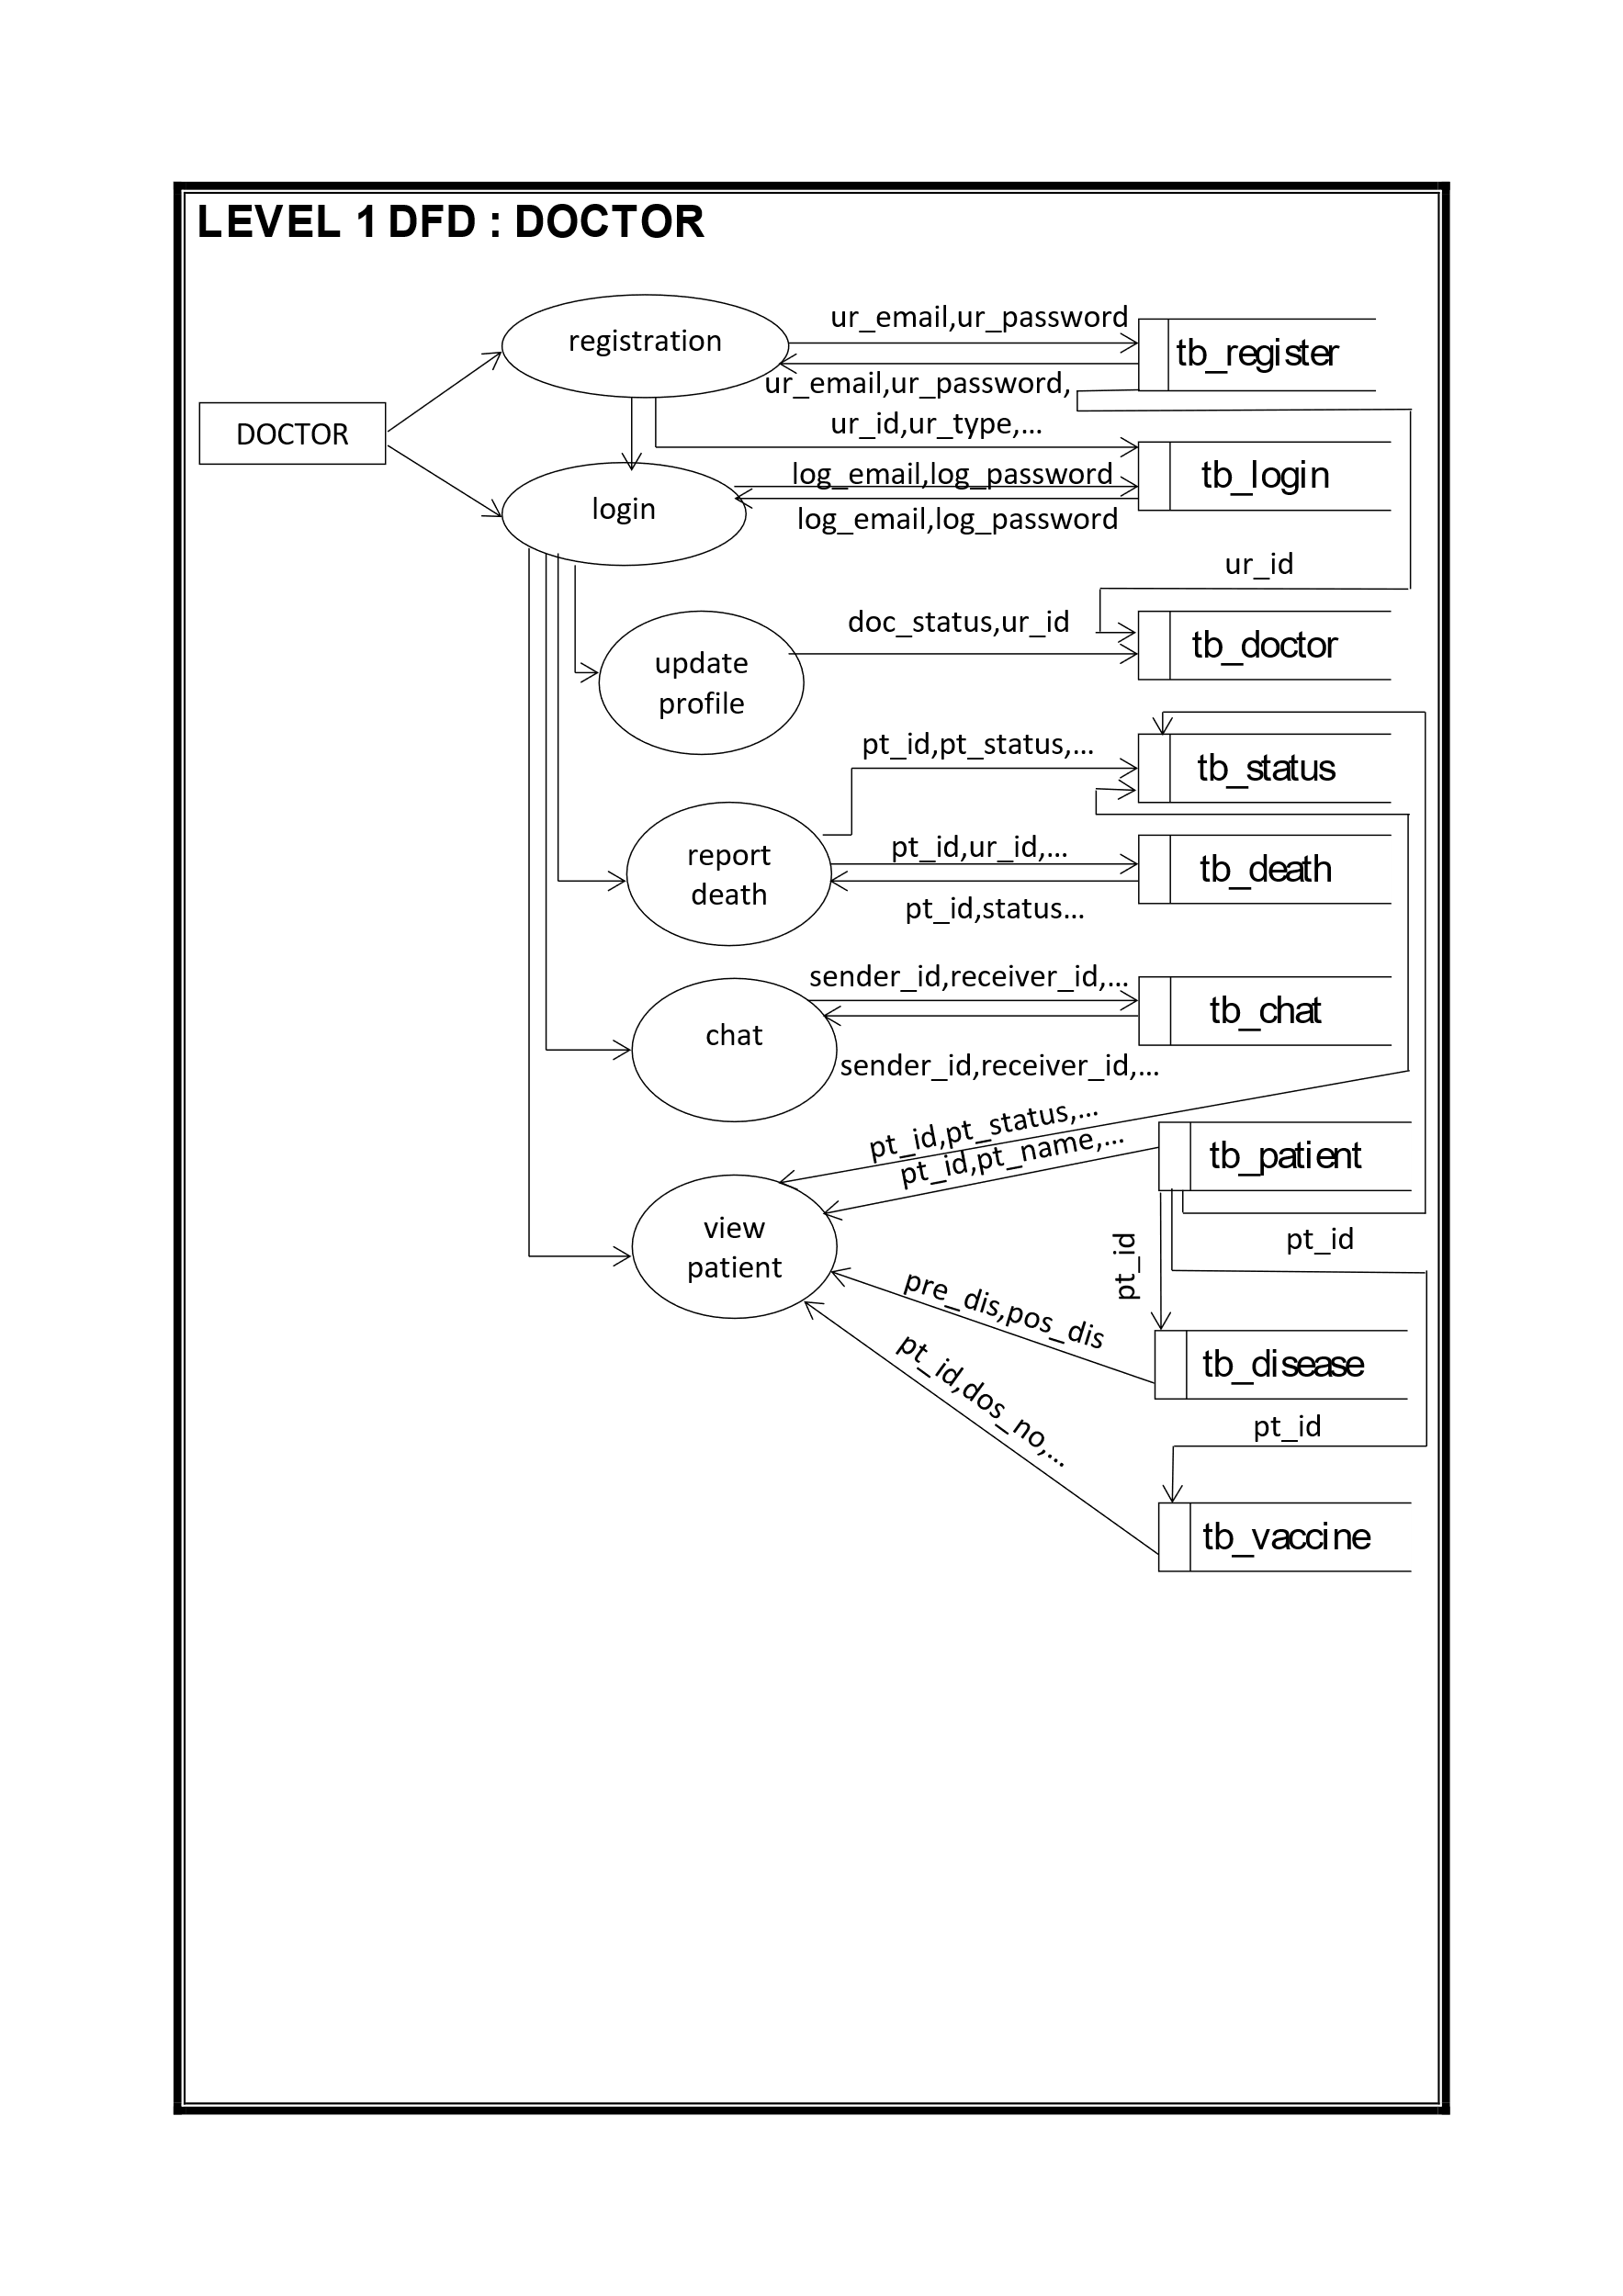 LEVEL 1 DFD : DOCTOR
ur_email,ur_password
registration
tb_register
ur_email,ur_password,
ur_id,ur_type,...
DOCTOR
log_email,log_password
tb_login
login
log_email,log_password
ur_id
doc_status,ur_id
tb_doctor
update
profile
pt_id,pt_status,...
tb_status
report
death
pt_id,ur_id,...
tb_death
pt_id,status...
sender_id,receiver_id,...
tb_chat
chat
sender_id,receiver_id,...
pt_id,pt_status,...
pt_id,pt_name,...
tb_patient
view
patient
pt_id
pt_id
pre_dis,pos_dis
tb_disease
pt_id,dos_no,...
pt_id
tb_vaccine